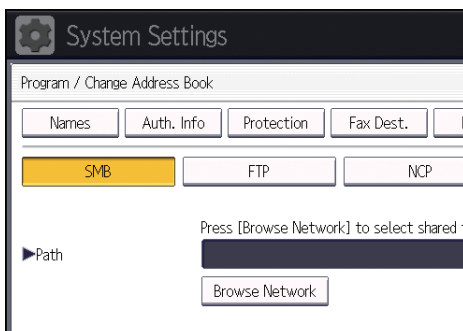 System Settings
Program / Change Address Book
Names Auth. Info Protection Fax Dest.
SMB FTP NCP
Press [Browse Network] to select shared
▶Path
Browse Network